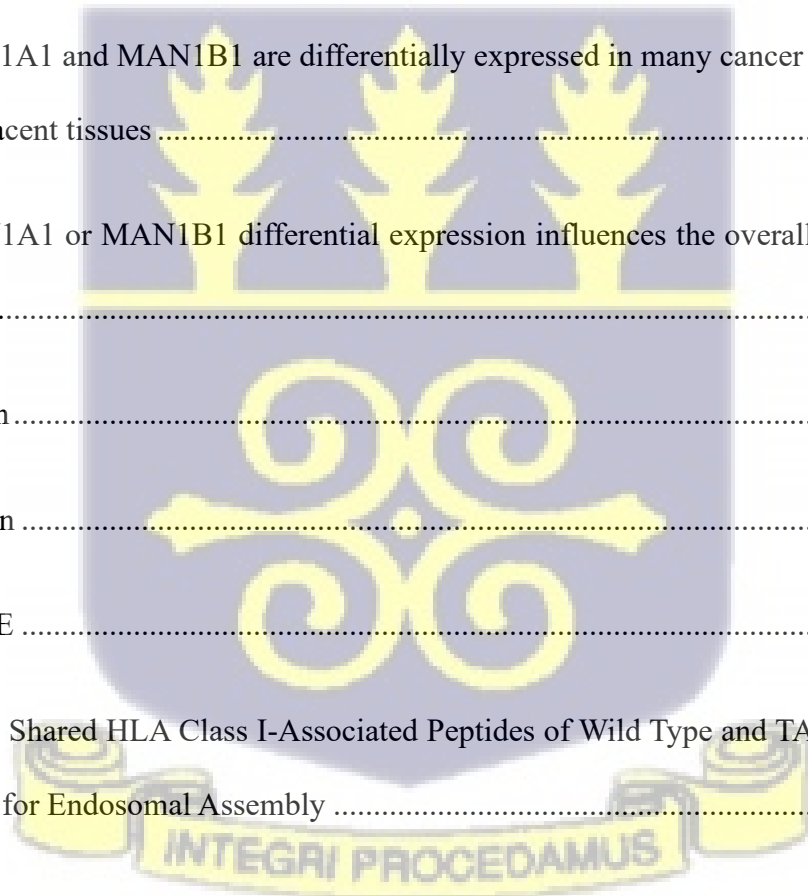 1A1 and MAN1B1 are differentially expressed in many cancer
acent tissues ................................................................................
1A1 or MAN1B1 differential expression influences the overall
................................................................................
n ................................................................................
n ................................................................................
E ................................................................................
Shared HLA Class I-Associated Peptides of Wild Type and TA
for Endosomal Assembly ............................................................
INTEGRI PROCEDAMUS